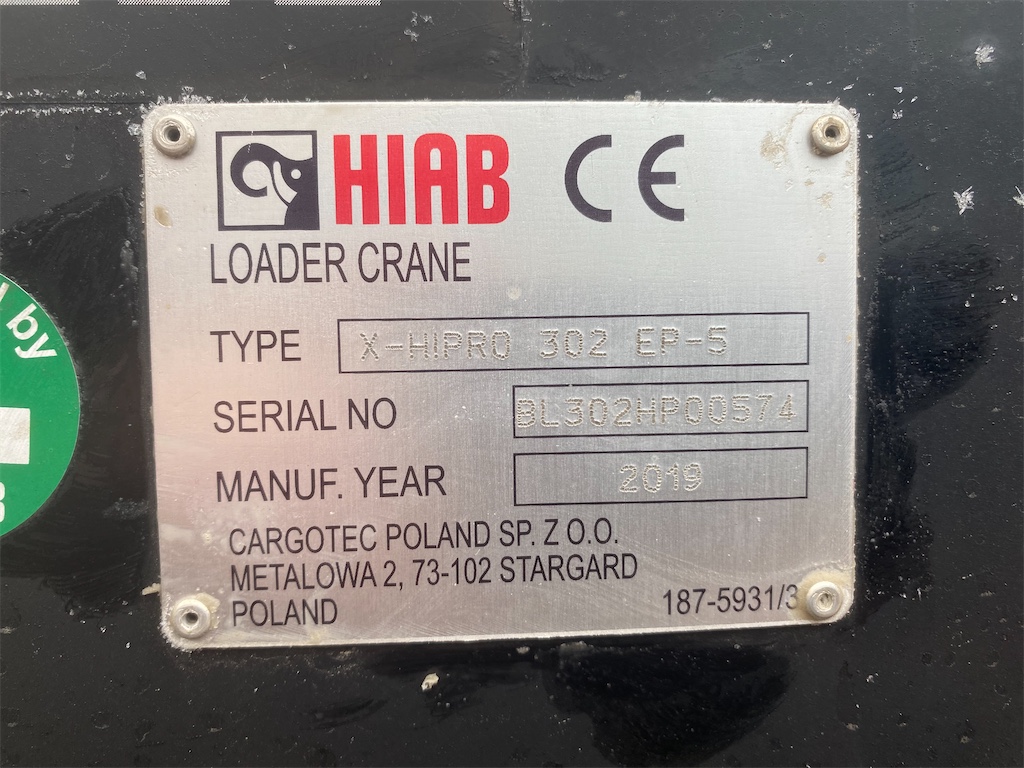 HIAB CE
LOADER CRANE
TYPE X-HIPRO 302 EP-5
SERIAL NO BL302HP00574
MANUF. YEAR 2019
CARGOTEC POLAND SP. Z O.O.
METALOWA 2, 73-102 STARGARD
POLAND 187-5931/3
by